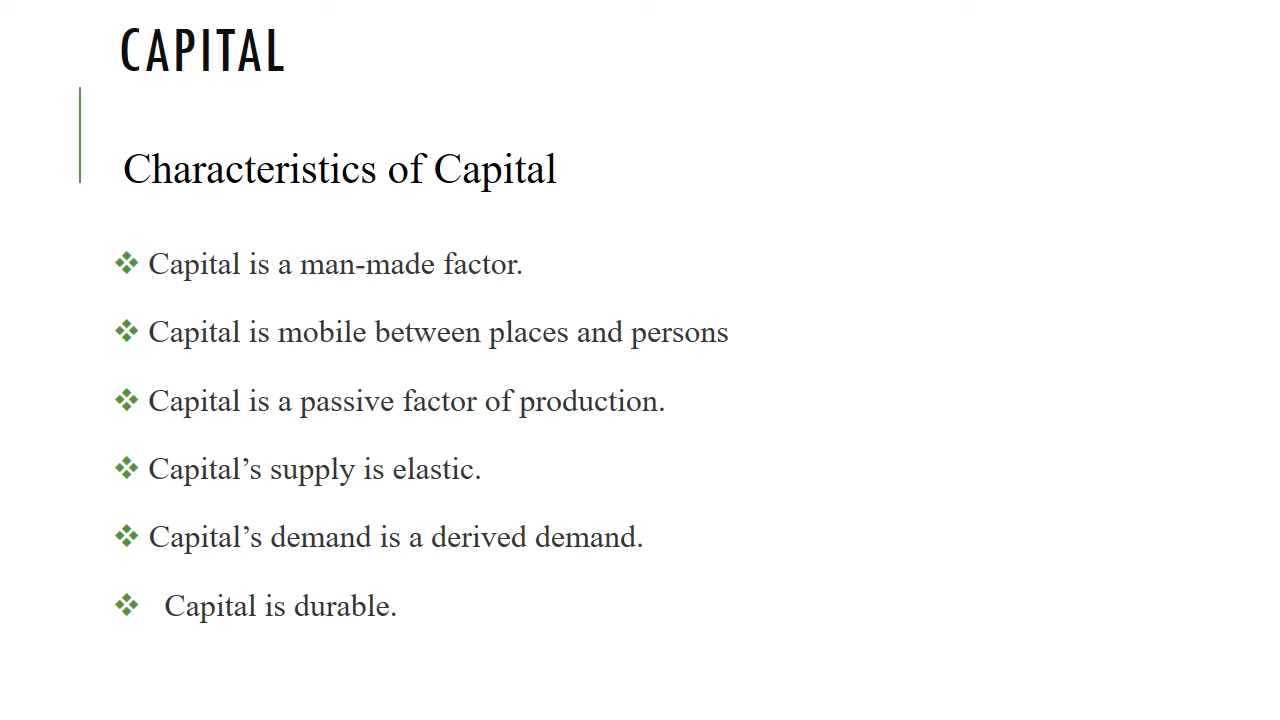 CAPITAL
Characteristics of Capital
❖ Capital is a man-made factor.
❖ Capital is mobile between places and persons
❖ Capital is a passive factor of production.
❖ Capital’s supply is elastic.
❖ Capital’s demand is a derived demand.
❖ Capital is durable.